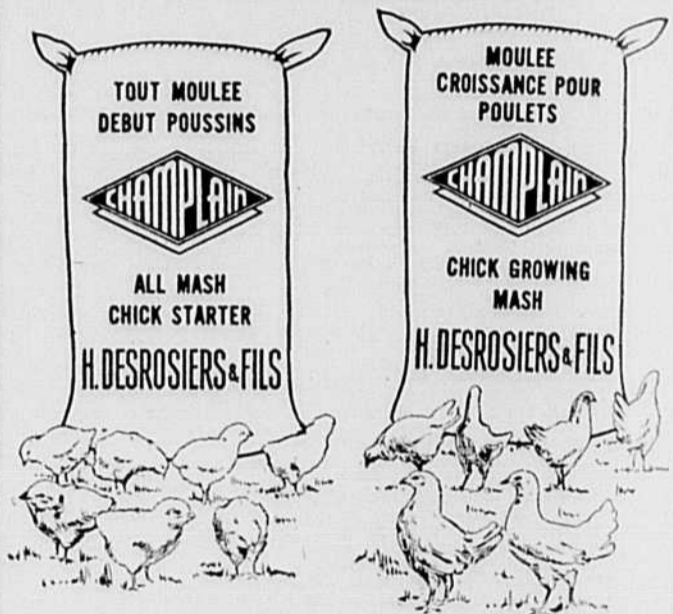 TOUT MOULEE
DEBUT POUSSINS
CHAMPLAIN
ALL MASH
CHICK STARTER
H. DESROSIERS & FILS
MOULEE
CROISSANCE POUR
POULETS
CHAMPLAIN
CHICK GROWING
MASH
H. DESROSIERS & FILS